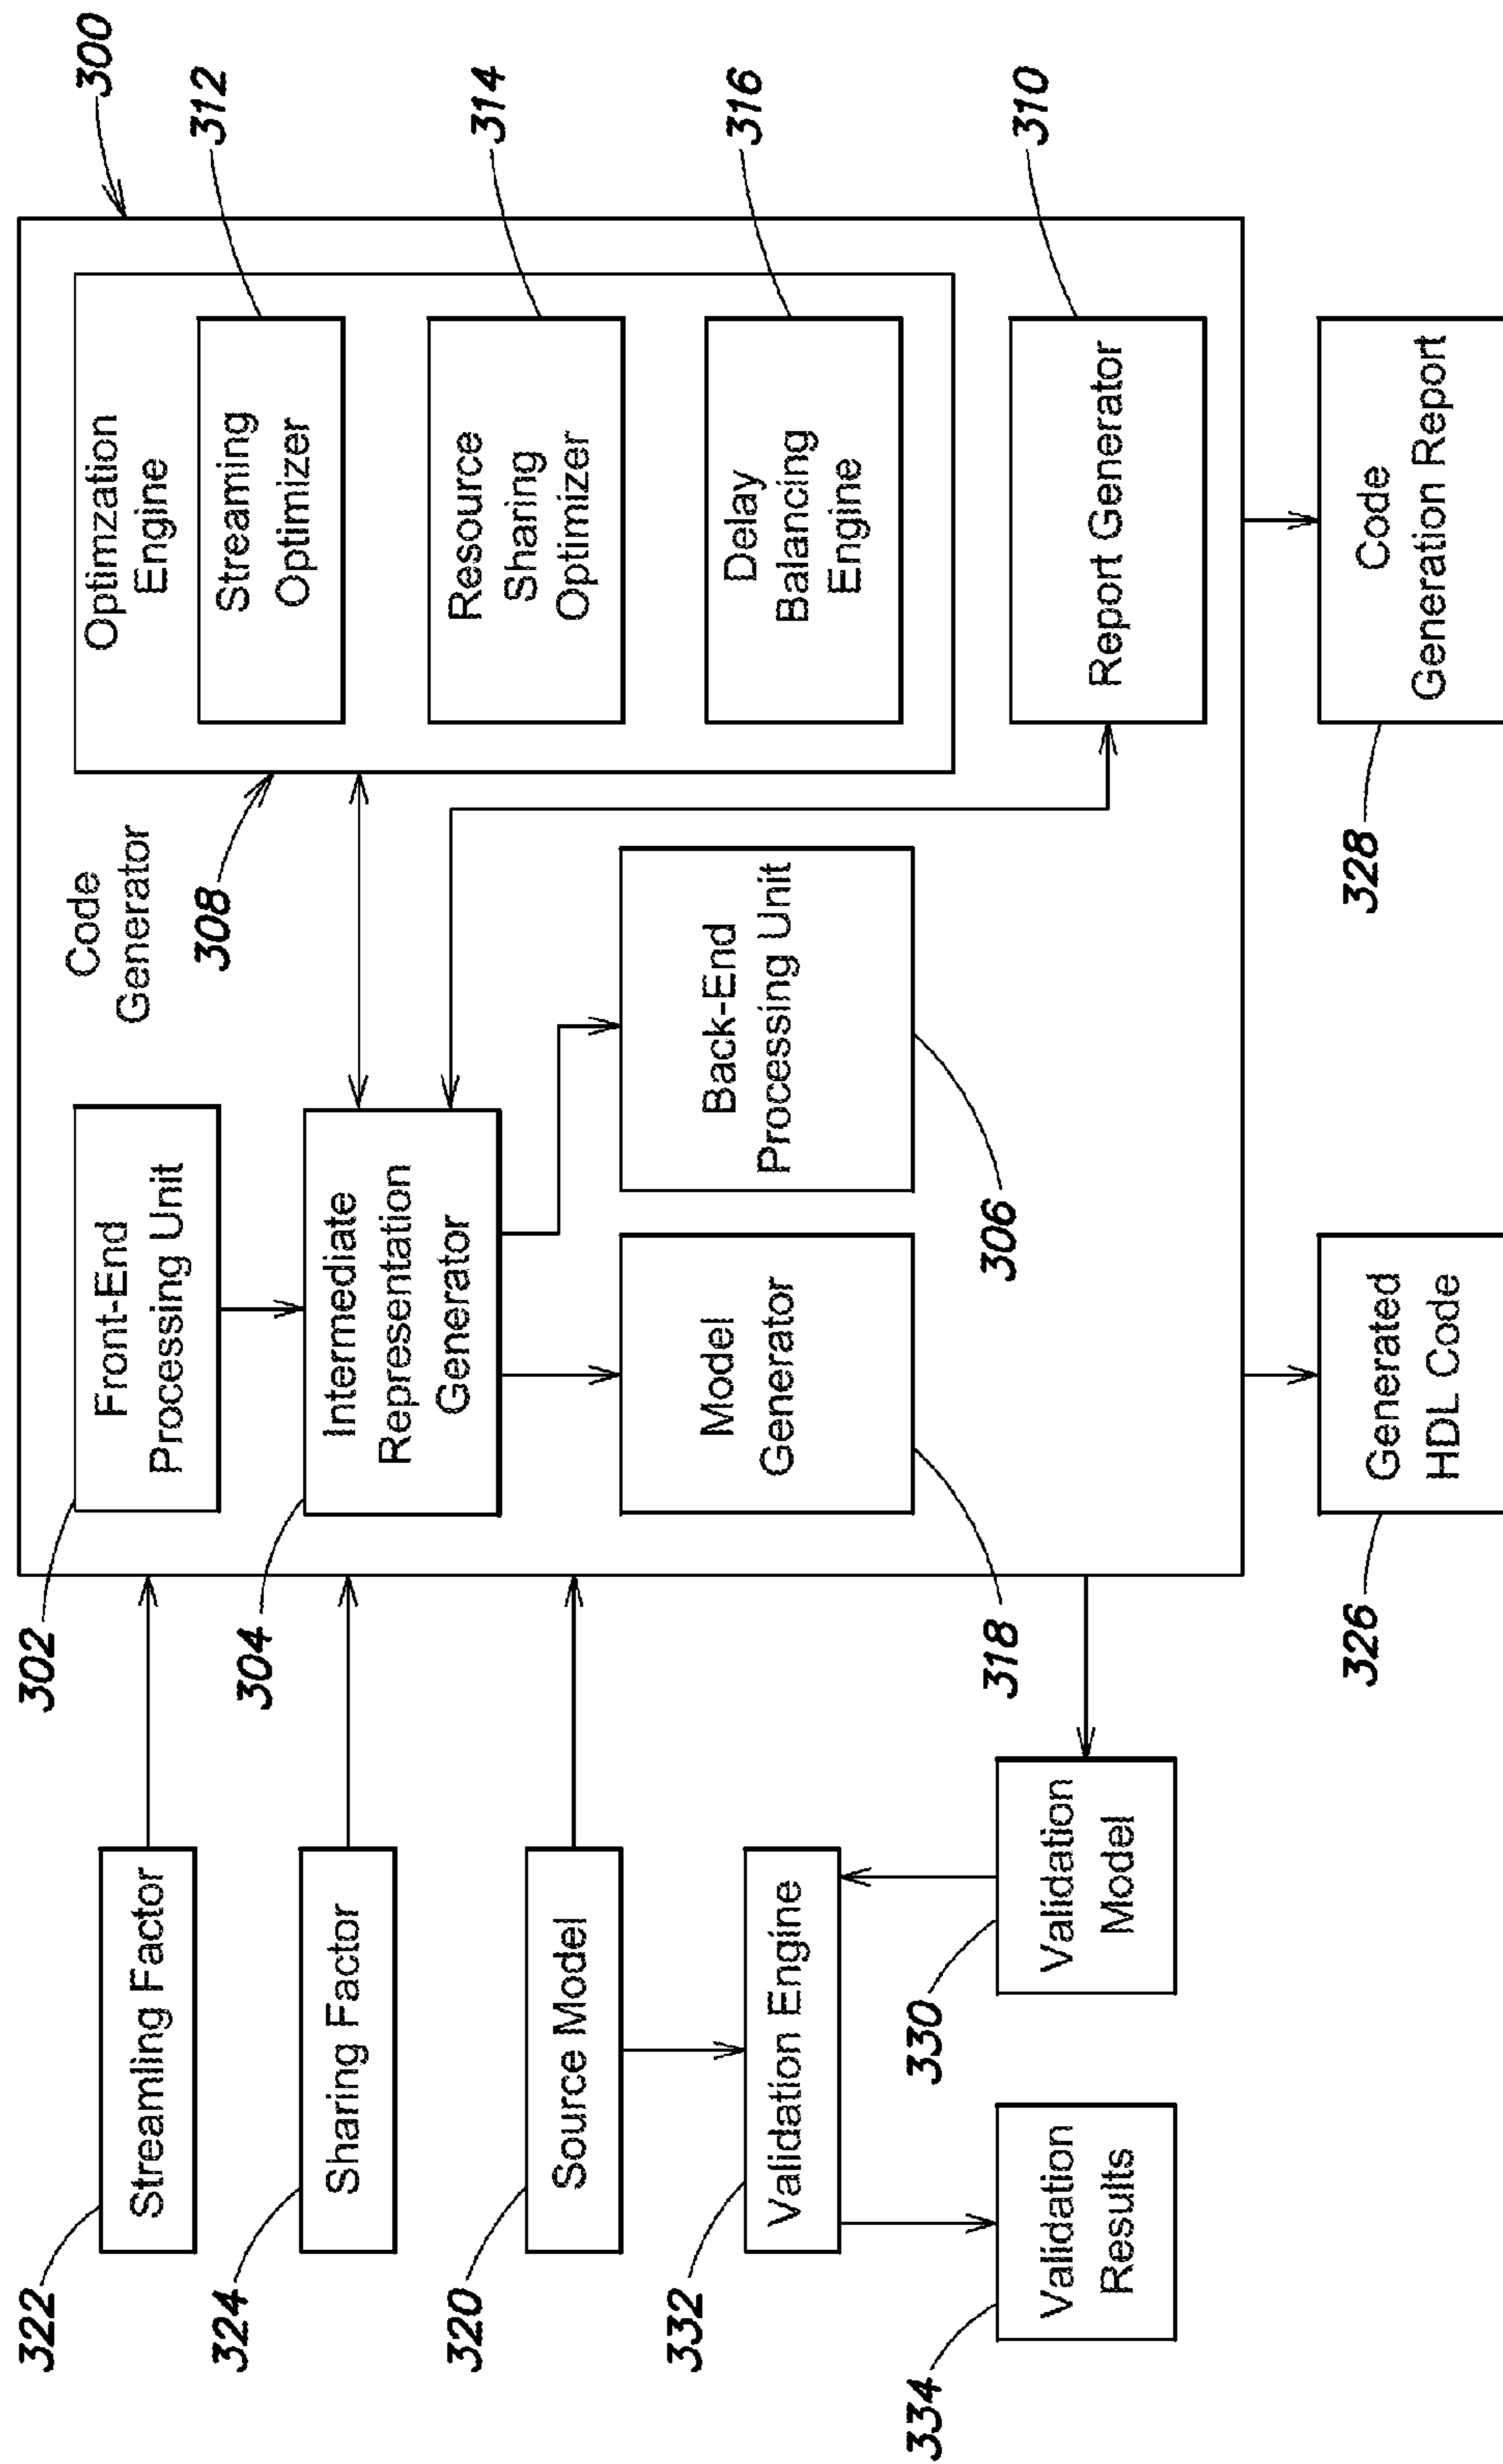 300
Code
Generator
302
Front-End
Processing Unit
304
Intermediate
Representation
Generator
308
Optimzation
Engine
312
Streaming
Optimizer
314
Resource
Sharing
Optimizer
316
Delay
Balancing
Engine
318
Model
Generator
306
Back-End
Processing Unit
310
Report Generator
322
Streamling Factor
324
Sharing Factor
320
Source Model
332
Validation Engine
334
Validation
Results
330
Validation
Model
326
Generated
HDL Code
328
Code
Generation Report